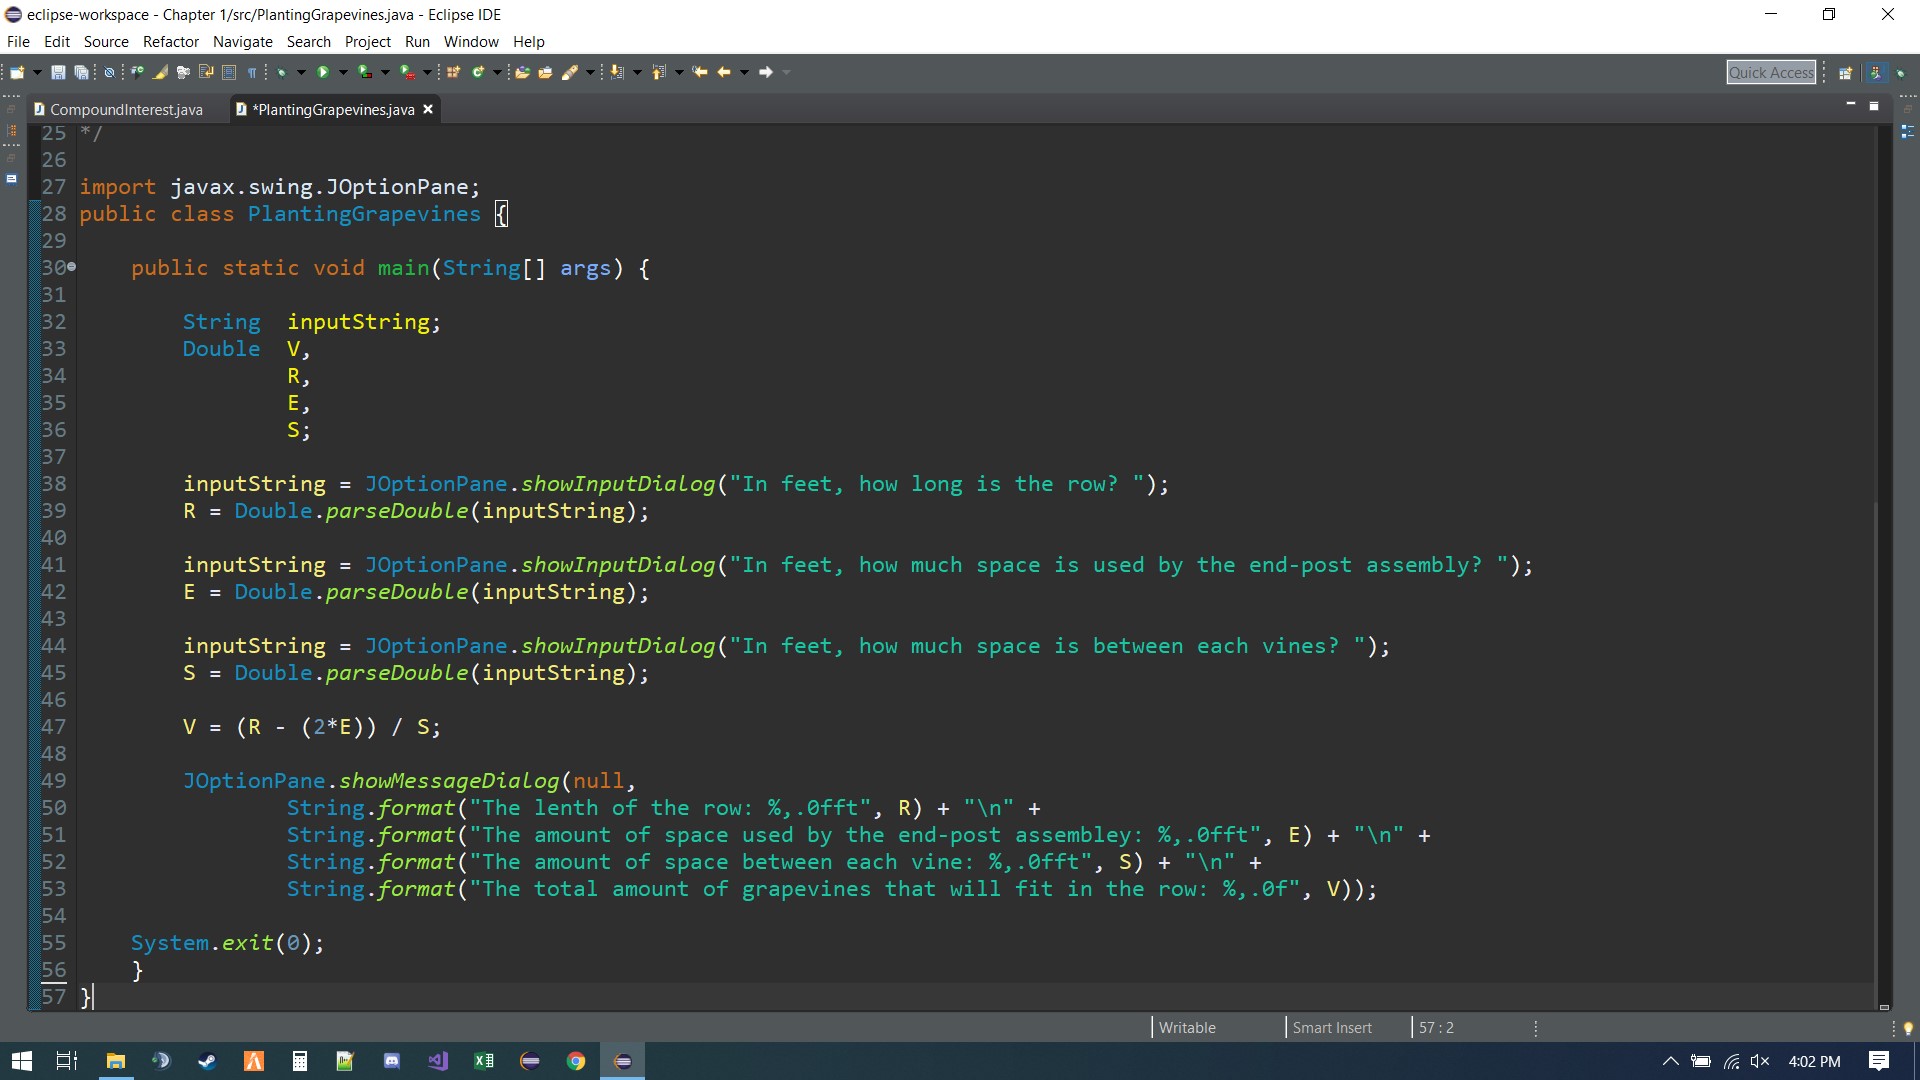 eclipse-workspace - Chapter 1/src/PlantingGrapevines.java - Eclipse IDE
File Edit Source Refactor Navigate Search Project Run Window Help
Quick Access
CompoundInterest.java *PlantingGrapevines.java
25 */
26
27 import javax.swing.JOptionPane;
28 public class PlantingGrapevines {
29
30 public static void main(String[] args) {
31
32 String inputString;
33 Double V,
34 R,
35 E,
36 S;
37
38 inputString = JOptionPane.showInputDialog("In feet, how long is the row? ");
39 R = Double.parseDouble(inputString);
40
41 inputString = JOptionPane.showInputDialog("In feet, how much space is used by the end-post assembly? ");
42 E = Double.parseDouble(inputString);
43
44 inputString = JOptionPane.showInputDialog("In feet, how much space is between each vines? ");
45 S = Double.parseDouble(inputString);
46
47 V = (R - (2*E)) / S;
48
49 JOptionPane.showMessageDialog(null,
50 String.format("The lenth of the row: %,.0fft", R) + "\n" +
51 String.format("The amount of space used by the end-post assembley: %,.0fft", E) + "\n" +
52 String.format("The amount of space between each vine: %,.0fft", S) + "\n" +
53 String.format("The total amount of grapevines that will fit in the row: %,.0f", V));
54
55 System.exit(0);
56 }
57 }
Writable Smart Insert 57 : 2
4:02 PM